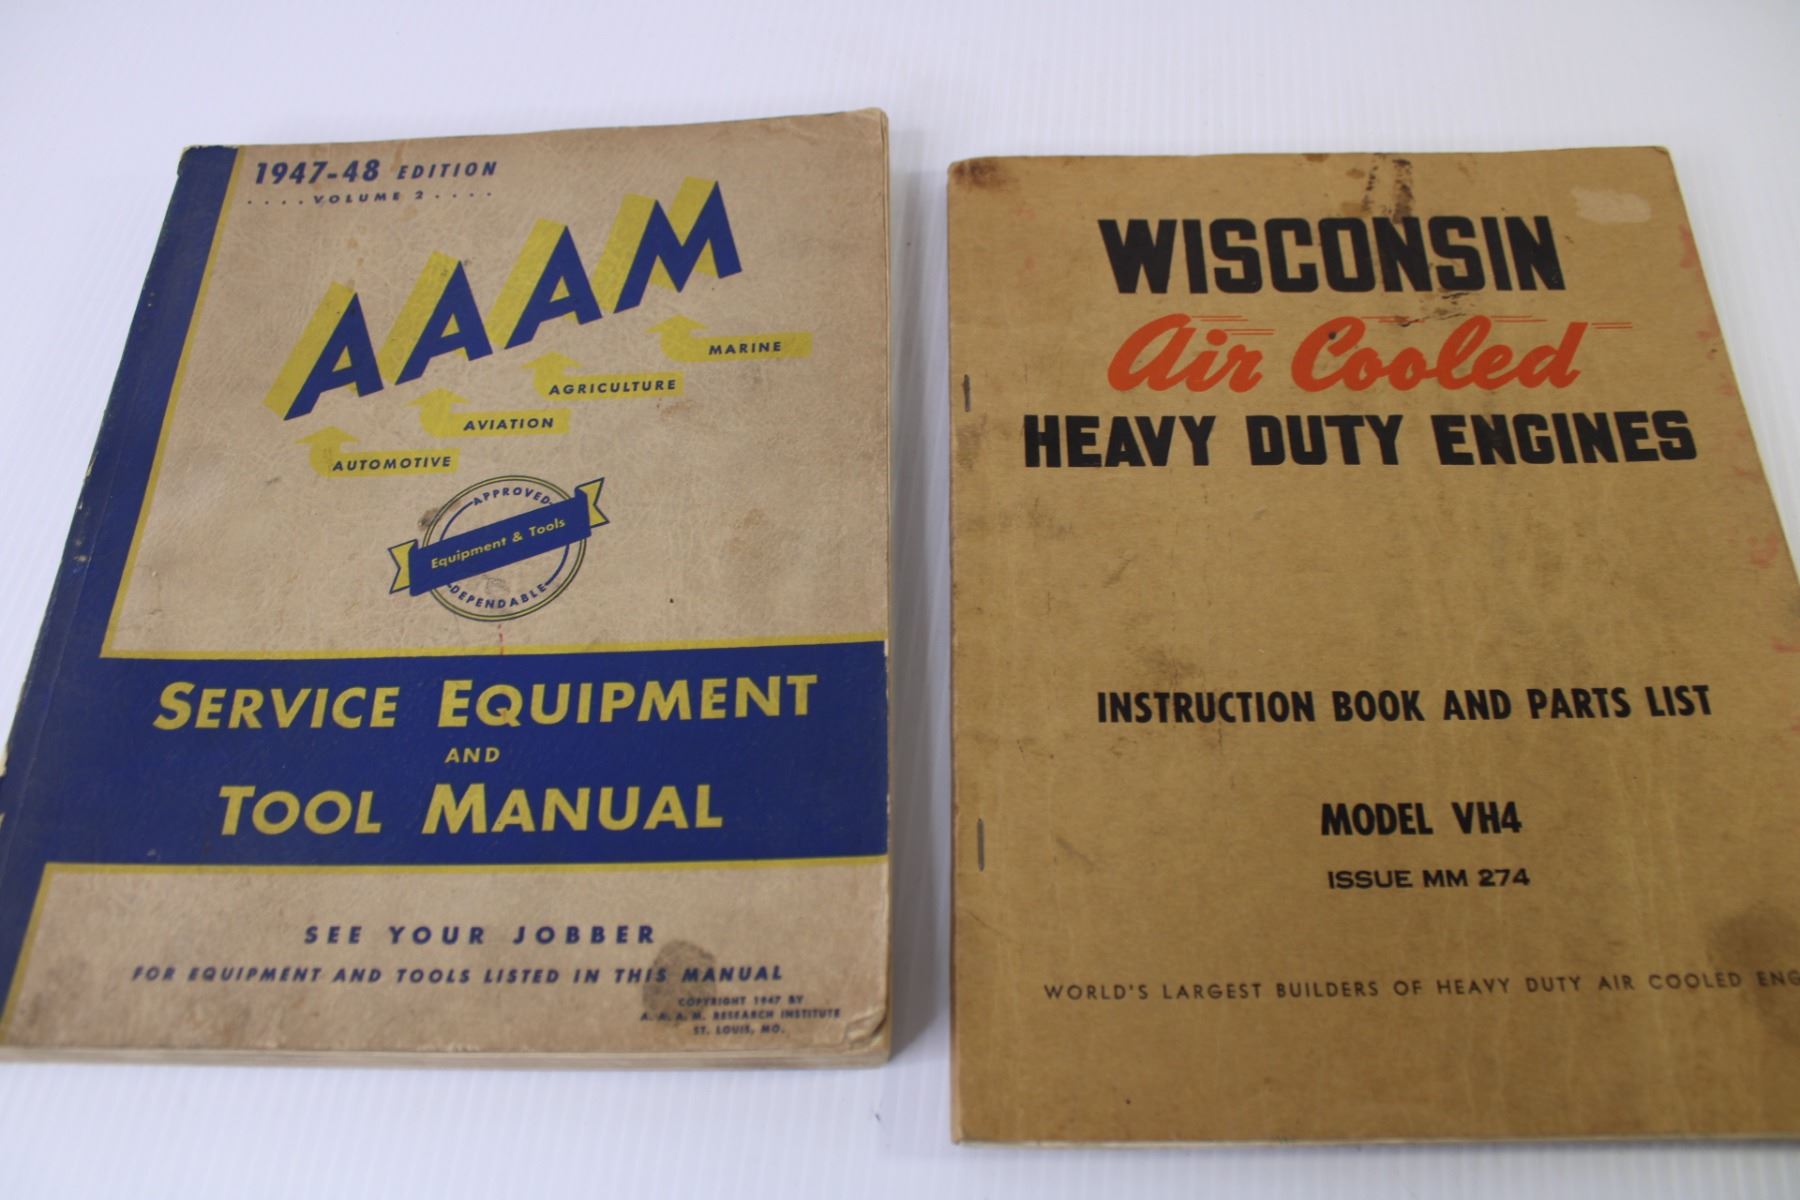 1947-48 EDITION
....VOLUME 2....
AAAM
MARINE
AGRICULTURE
AVIATION
AUTOMOTIVE
APPROVED
Equipment & Tools
DEPENDABLE
SERVICE EQUIPMENT
AND
TOOL MANUAL
SEE YOUR JOBBER
FOR EQUIPMENT AND TOOLS LISTED IN THIS MANUAL
COPYRIGHT 1947 BY
A. A. A. M. RESEARCH INSTITUTE
ST. LOUIS, MO.
WISCONSIN
Air Cooled
HEAVY DUTY ENGINES
INSTRUCTION BOOK AND PARTS LIST
MODEL VH4
ISSUE MM 274
WORLD'S LARGEST BUILDERS OF HEAVY DUTY AIR COOLED ENG